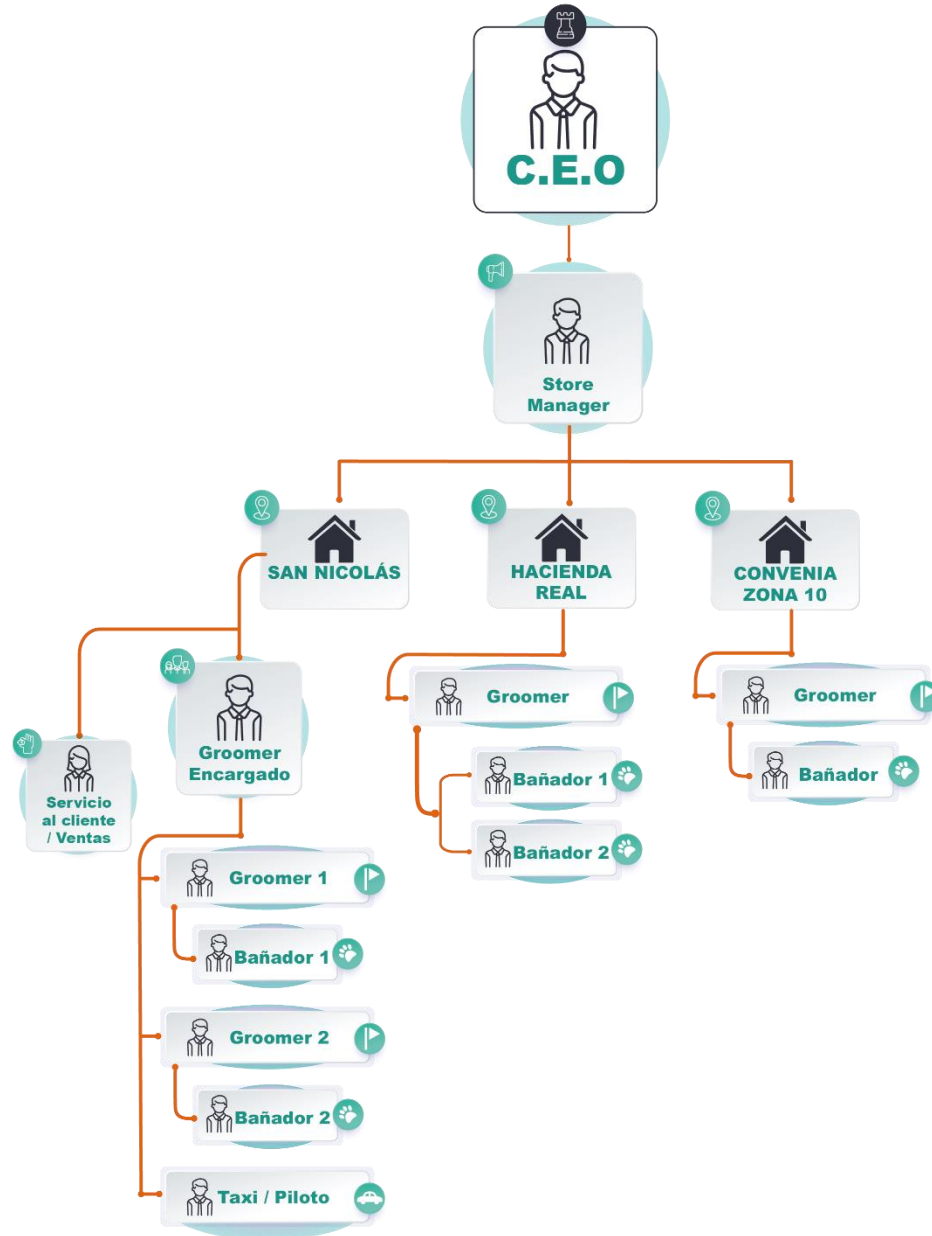 C.E.O
Store
Manager
SAN NICOLÁS
HACIENDA
REAL
CONVENIA
ZONA 10
Servicio
al cliente
/ Ventas
Groomer
Encargado
Groomer 1
Bañador 1
Groomer 2
Bañador 2
Taxi / Piloto
Groomer
Bañador 1
Bañador 2
Groomer
Bañador